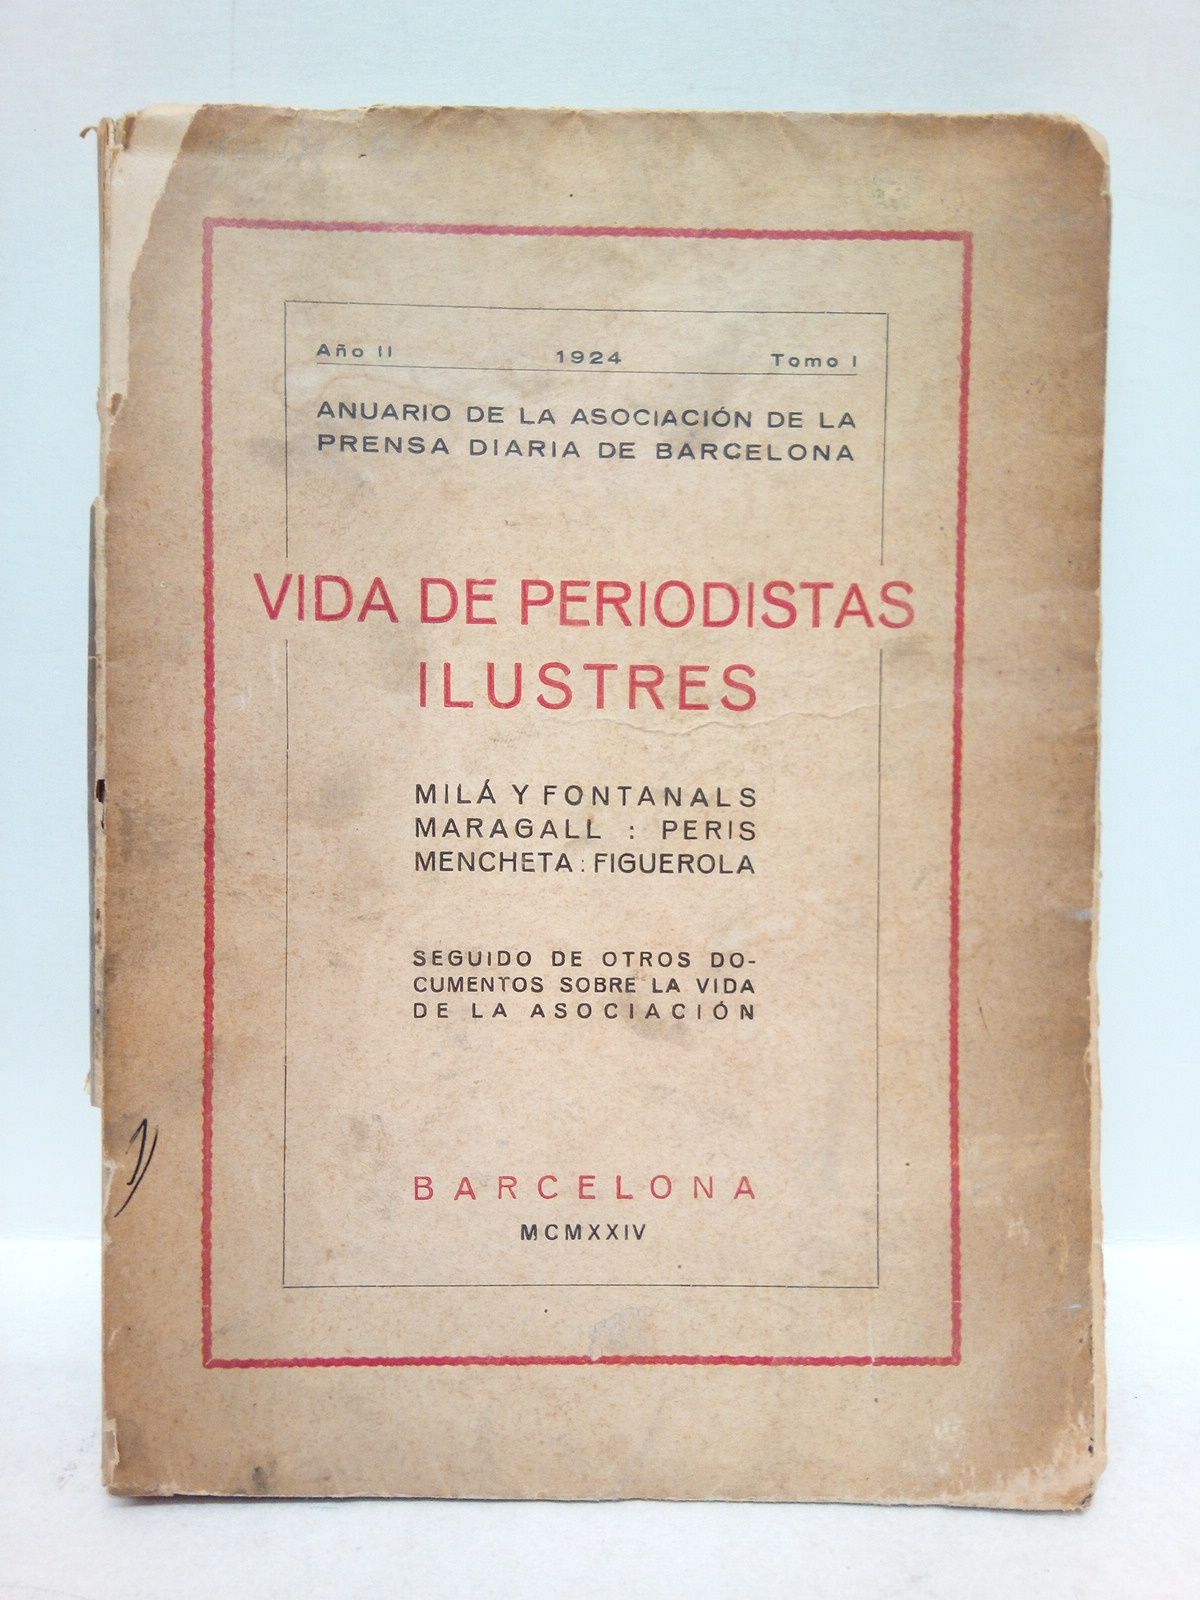 Año II 1924 Tomo I
ANUARIO DE LA ASOCIACIÓN DE LA
PRENSA DIARIA DE BARCELONA
VIDA DE PERIODISTAS
ILUSTRES
MILÁ Y FONTANALS
MARAGALL : PERIS
MENCHETA : FIGUEROLA
SEGUIDO DE OTROS DO-
CUMENTOS SOBRE LA VIDA
DE LA ASOCIACIÓN
BARCELONA
MCMXXIV